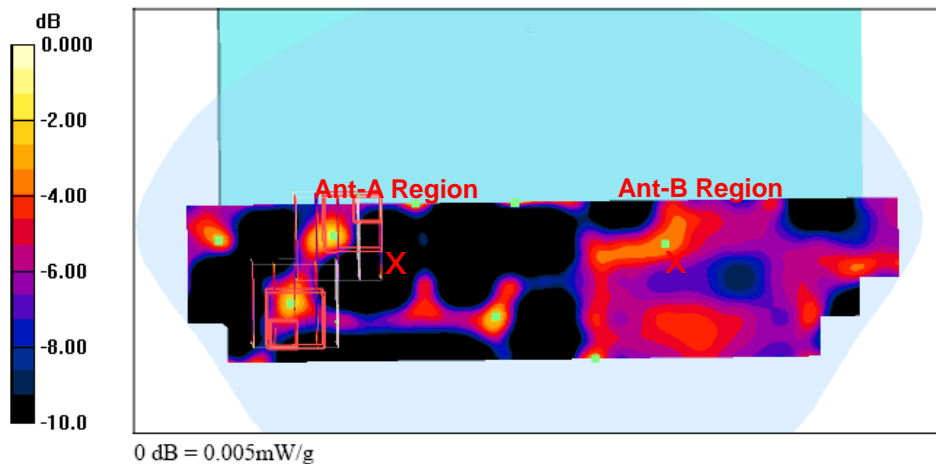 dB
0.000
-2.00
-4.00
-6.00
-8.00
-10.0
Ant-A Region
Ant-B Region
X
X
0 dB = 0.005mW/g